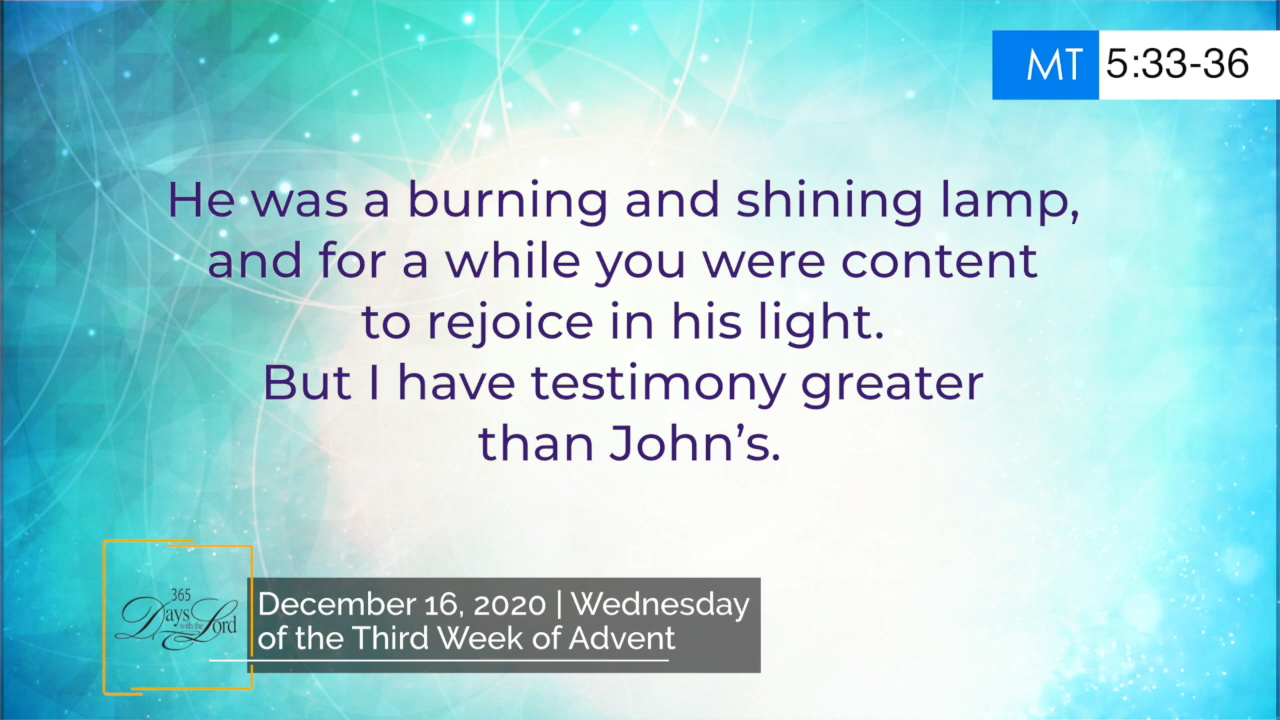 MT 5:33-36
He was a burning and shining lamp,
and for a while you were content
to rejoice in his light.
But I have testimony greater
than John’s.
365
Days with the Lord
December 16, 2020 | Wednesday
of the Third Week of Advent